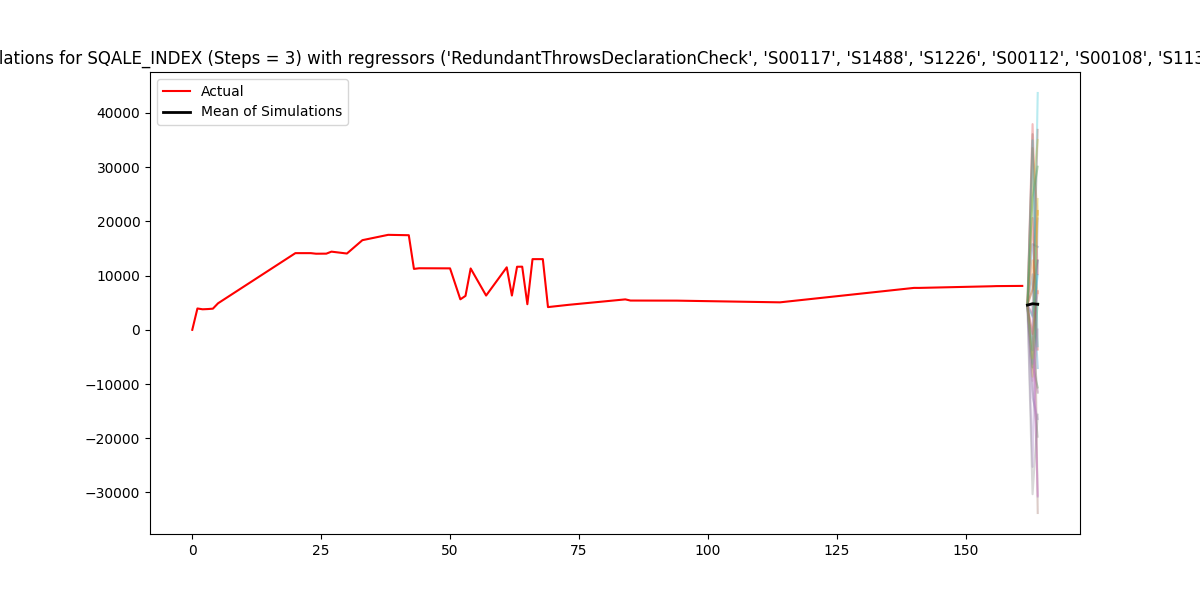 lations for SQALE_INDEX (Steps = 3) with regressors ('RedundantThrowsDeclarationCheck', 'S00117', 'S1488', 'S1226', 'S00112', 'S00108', 'S113
Actual
Mean of Simulations
40000
30000
20000
10000
0
−10000
−20000
−30000
0 25 50 75 100 125 150